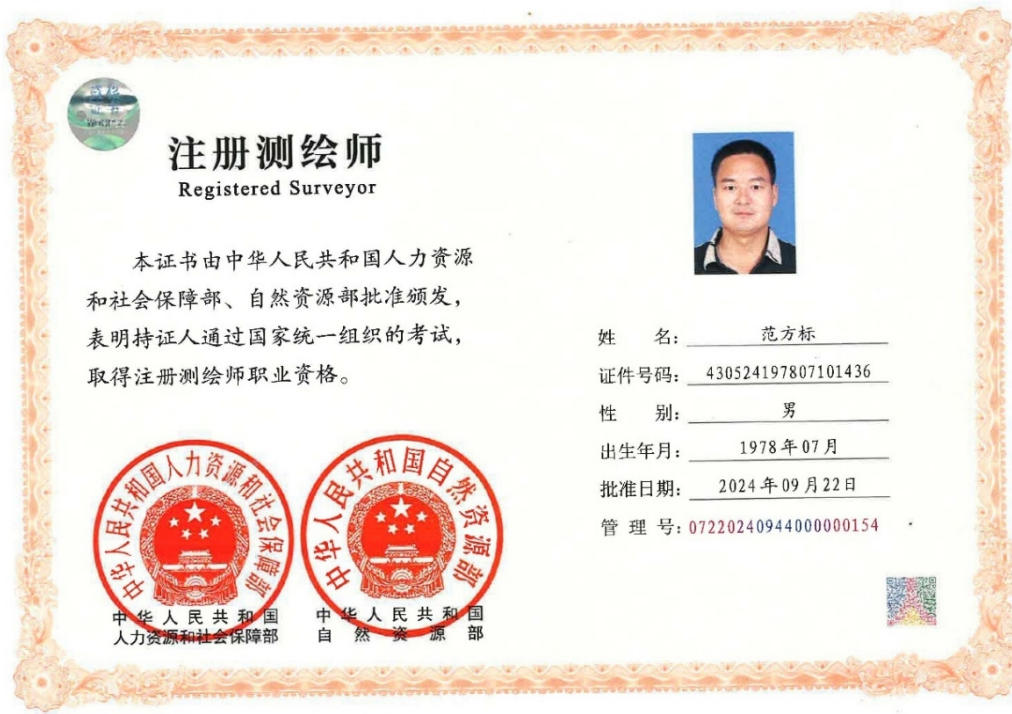 注册测绘师
Registered Surveyor
本证书由中华人民共和国人力资源
和社会保障部、自然资源部批准颁发，
表明持证人通过国家统一组织的考试，
取得注册测绘师职业资格。
中华人民共和国人力资源和社会保障部
中华人民共和国自然资源部
中华人民共和国
人力资源和社会保障部
中华人民共和国
自然资源部
姓 名：范方标
证件号码：430524197807101436
性 别：男
出生年月：1978年07月
批准日期：2024年09月22日
管 理 号：07220240944000000154